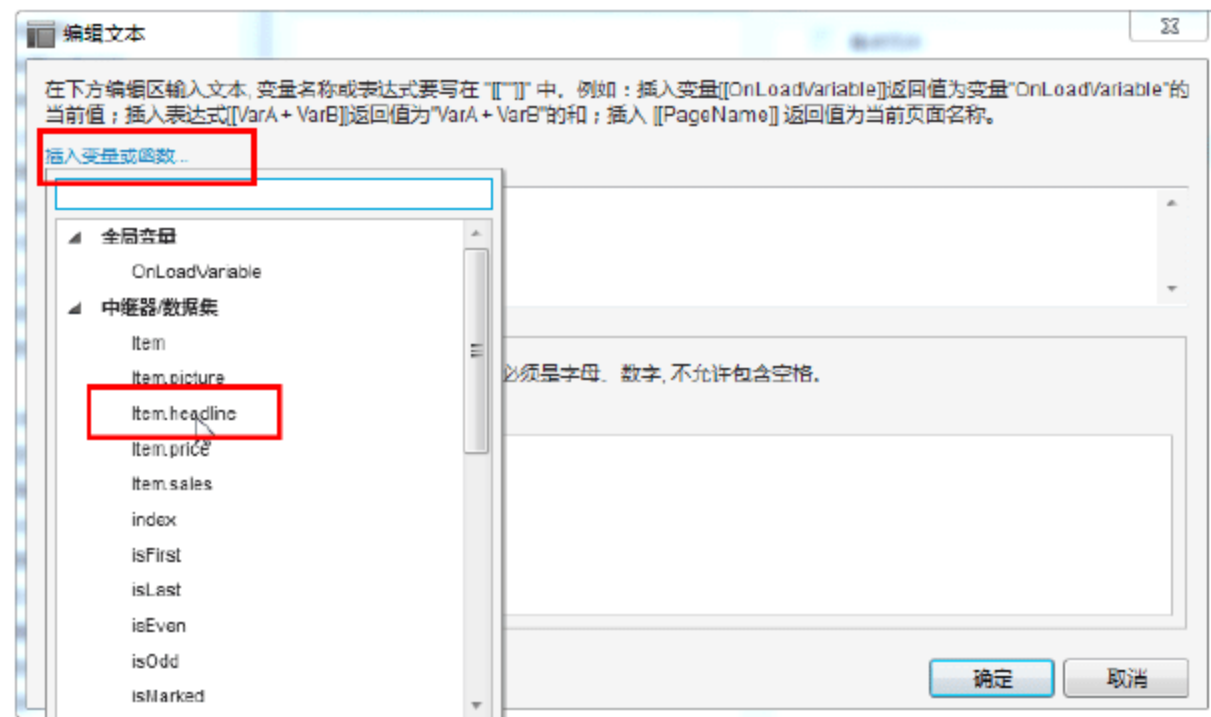 编辑文本
在下方编辑区输入文本, 变量名称或表达式要写在 "[[""]]" 中。例如：插入变量[[OnLoadVariable]]返回值为变量"OnLoadVariable"的
当前值；插入表达式[[VarA + VarB]]返回值为"VarA + VarB"的和；插入 [[PageName]] 返回值为当前页面名称。
插入变量或函数...
全局变量
OnLoadVariable
中继器/数据集
Item
Item.picture
必须是字母、数字, 不允许包含空格。
Item.headline
Item.price
Item.sales
index
isFirst
isLast
isEven
isOdd
isMarked
确定
取消